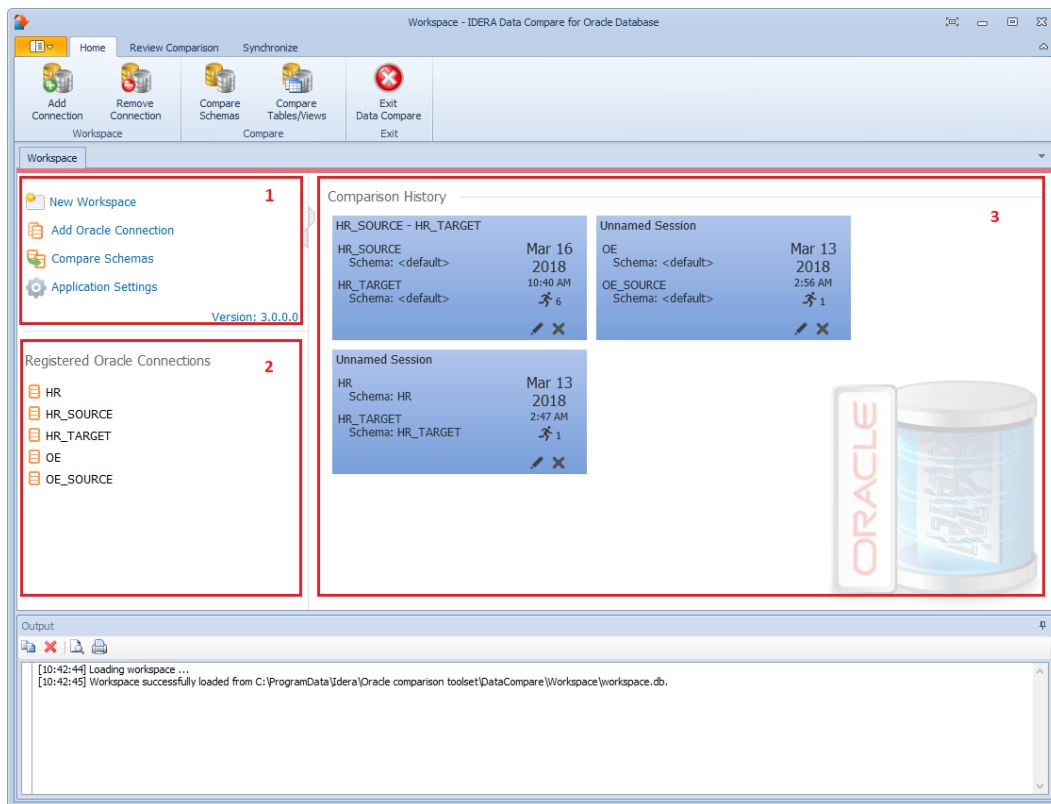 Workspace - IDERA Data Compare for Oracle Database
Home Review Comparison Synchronize
Add Connection
Remove Connection
Compare Schemas
Compare Tables/Views
Exit Data Compare
Workspace
Compare
Exit
Workspace
1
New Workspace
Add Oracle Connection
Compare Schemas
Application Settings
Version: 3.0.0.0
Registered Oracle Connections
2
HR
HR_SOURCE
HR_TARGET
OE
OE_SOURCE
Comparison History
3
HR_SOURCE - HR_TARGET
HR_SOURCE
Schema: <default>
HR_TARGET
Schema: <default>
Mar 16
2018
10:40 AM
6
Unnamed Session
OE
Schema: <default>
OE_SOURCE
Schema: <default>
Mar 13
2018
2:56 AM
1
Unnamed Session
HR
Schema: HR
HR_TARGET
Schema: HR_TARGET
Mar 13
2018
2:47 AM
1
ORACLE
Output
[10:42:44] Loading workspace ...
[10:42:45] Workspace successfully loaded from C:\ProgramData\Idera\Oracle comparison toolset\DataCompare\Workspace\workspace.db.